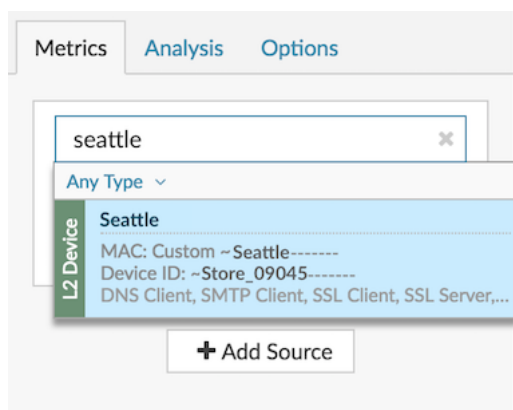 Metrics Analysis Options
seattle
Any Type
L2 Device
Seattle
MAC: Custom ~Seattle-------
Device ID: ~Store_09045-------
DNS Client, SMTP Client, SSL Client, SSL Server,...
+ Add Source